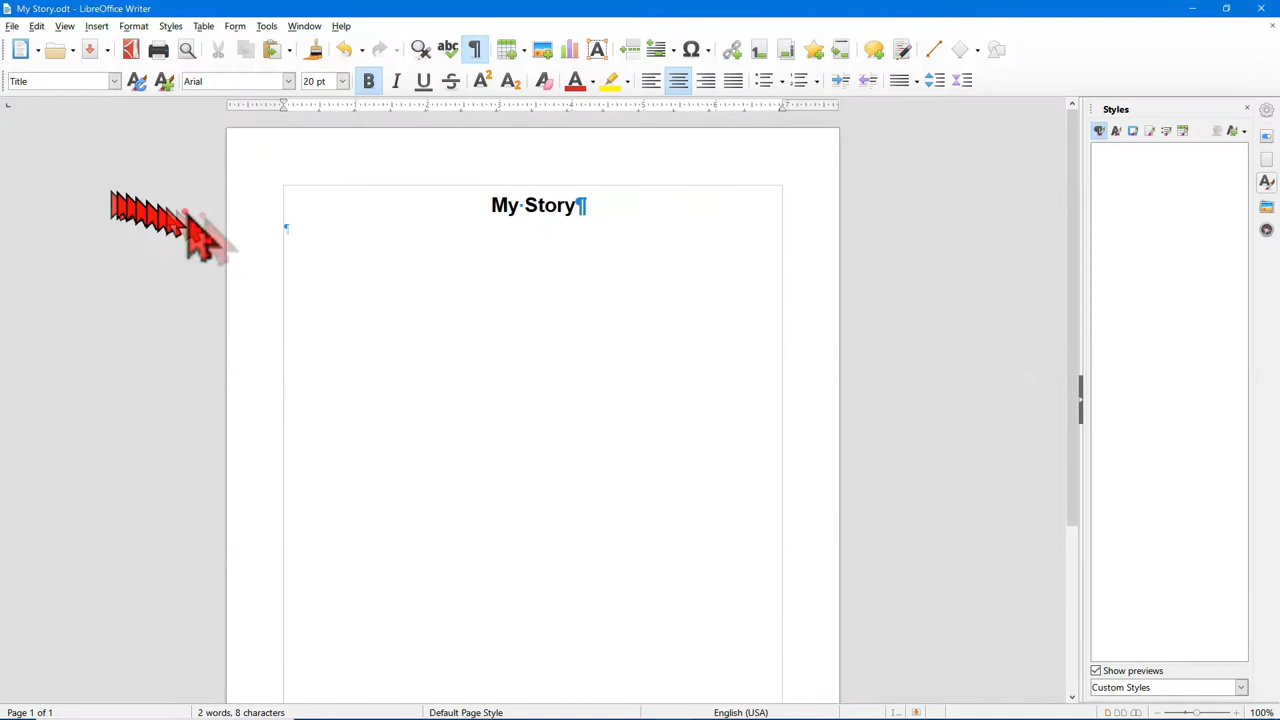 My Story.odt - LibreOffice Writer
File Edit View Insert Format Styles Table Form Tools Window Help
Title Arial 20 pt
Styles
My·Story¶
¶
Show previews
Custom Styles
Page 1 of 1 2 words, 8 characters Default Page Style English (USA) 100%